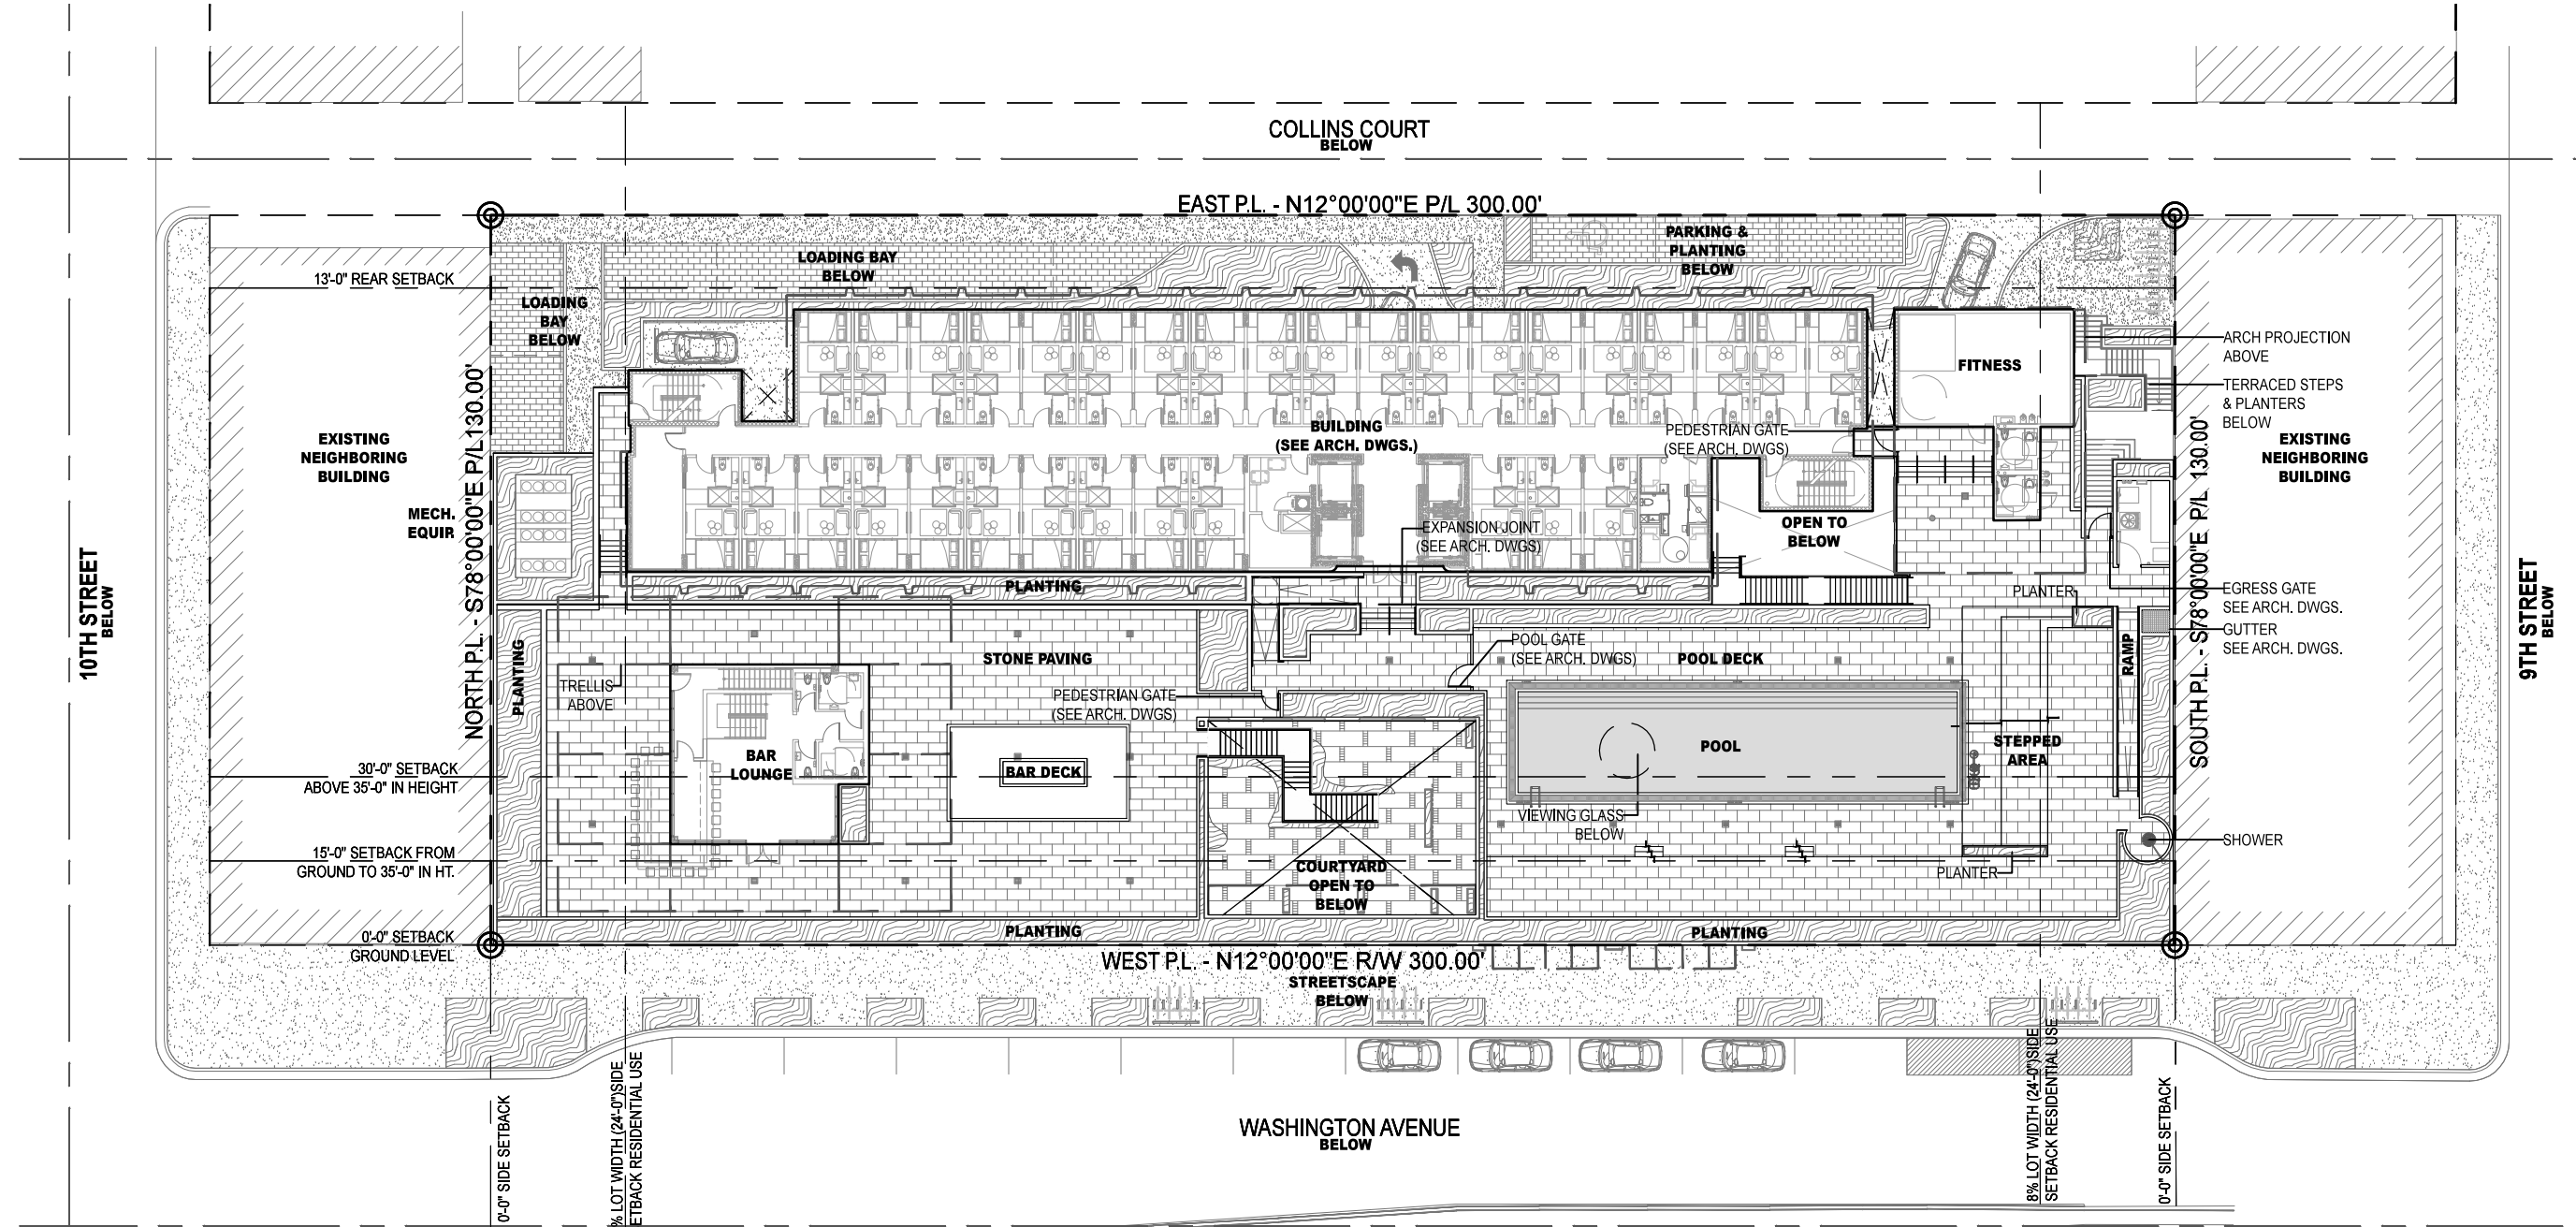 COLLINS COURT
BELOW
EAST P.L. - N12°00'00"E P/L 300.00'
LOADING BAY
BELOW
PARKING &
PLANTING
BELOW
13'-0" REAR SETBACK
LOADING
BAY
BELOW
ARCH PROJECTION
ABOVE
FITNESS
TERRACED STEPS
& PLANTERS
BELOW
BUILDING
(SEE ARCH. DWGS.)
PEDESTRIAN GATE
(SEE ARCH. DWGS)
EXISTING
NEIGHBORING
BUILDING
EXISTING
NEIGHBORING
BUILDING
NORTH P.L. - S78°00'00"E P/L130.00'
SOUTH P.L. - S78°00'00"E P/L 130.00'
MECH.
EQUIR
EXPANSION JOINT
(SEE ARCH. DWGS)
OPEN TO
BELOW
10TH STREET
BELOW
9TH STREET
BELOW
PLANTING
PLANTER
EGRESS GATE
SEE ARCH. DWGS.
GUTTER
SEE ARCH. DWGS.
RAMP
PLANTING
STONE PAVING
POOL GATE
(SEE ARCH. DWGS)
POOL DECK
TRELLIS
ABOVE
PEDESTRIAN GATE
(SEE ARCH. DWGS)
BAR
LOUNGE
BAR DECK
POOL
STEPPED
AREA
30'-0" SETBACK
ABOVE 35'-0" IN HEIGHT
VIEWING GLASS
BELOW
SHOWER
15'-0" SETBACK FROM
GROUND TO 35'-0" IN HT.
COURTYARD
OPEN TO
BELOW
PLANTER
0'-0" SETBACK
GROUND LEVEL
PLANTING
PLANTING
WEST P.L. - N12°00'00"E R/W 300.00'
STREETSCAPE
BELOW
0'-0" SIDE SETBACK
% LOT WIDTH (24'-0")SIDE
ETBACK RESIDENTIAL USE
WASHINGTON AVENUE
BELOW
8% LOT WIDTH (24'-0")SIDE
SETBACK RESIDENTIAL USE
0'-0" SIDE SETBACK